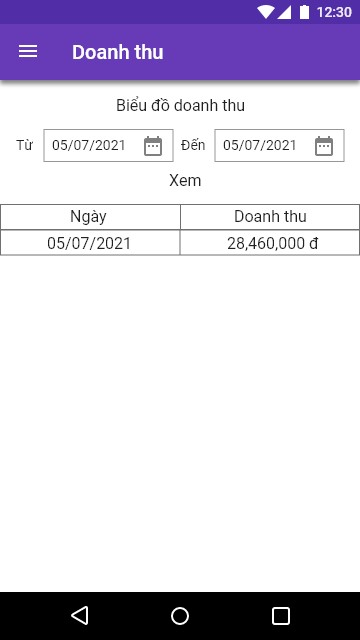 12:30
Doanh thu
Biểu đồ doanh thu
Từ 05/07/2021 Đến 05/07/2021
Xem
Ngày Doanh thu
05/07/2021 28,460,000 đ